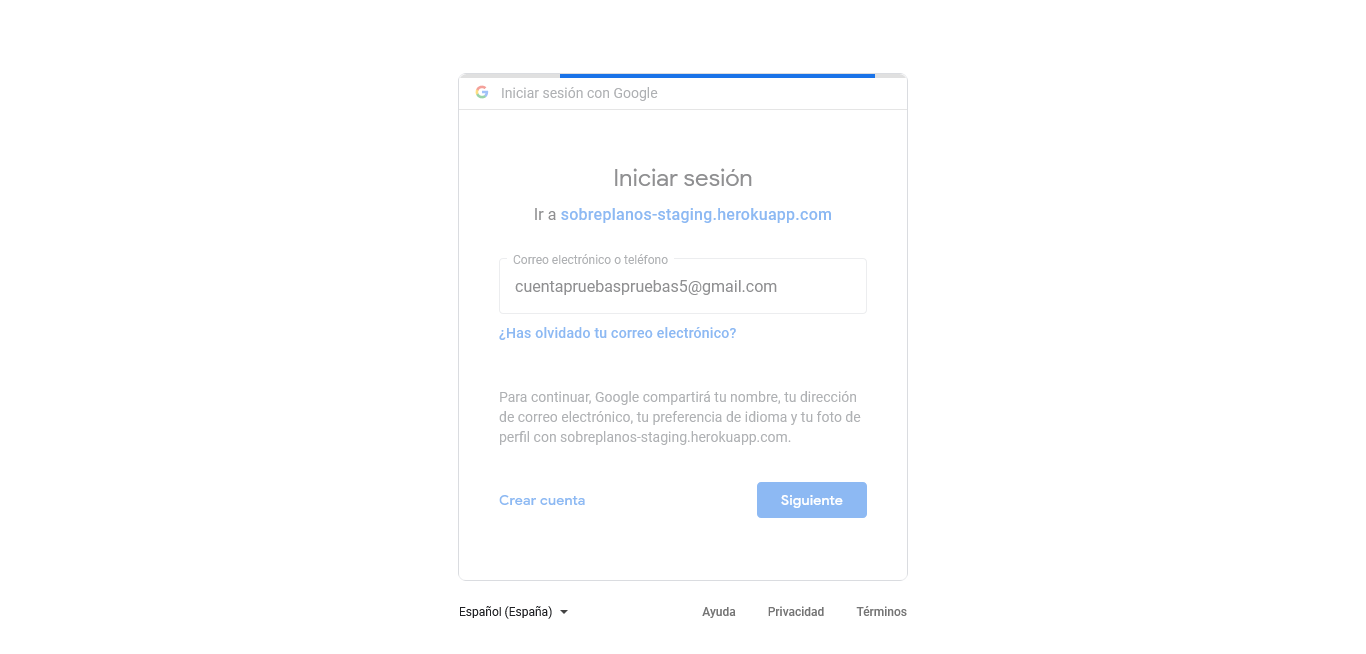 Iniciar sesión con Google
Iniciar sesión
Ir a sobreplanos-staging.herokuapp.com
Correo electrónico o teléfono
cuentapruebaspruebas5@gmail.com
¿Has olvidado tu correo electrónico?
Para continuar, Google compartirá tu nombre, tu dirección
de correo electrónico, tu preferencia de idioma y tu foto de
perfil con sobreplanos-staging.herokuapp.com.
Crear cuenta Siguiente
Español (España) Ayuda Privacidad Términos